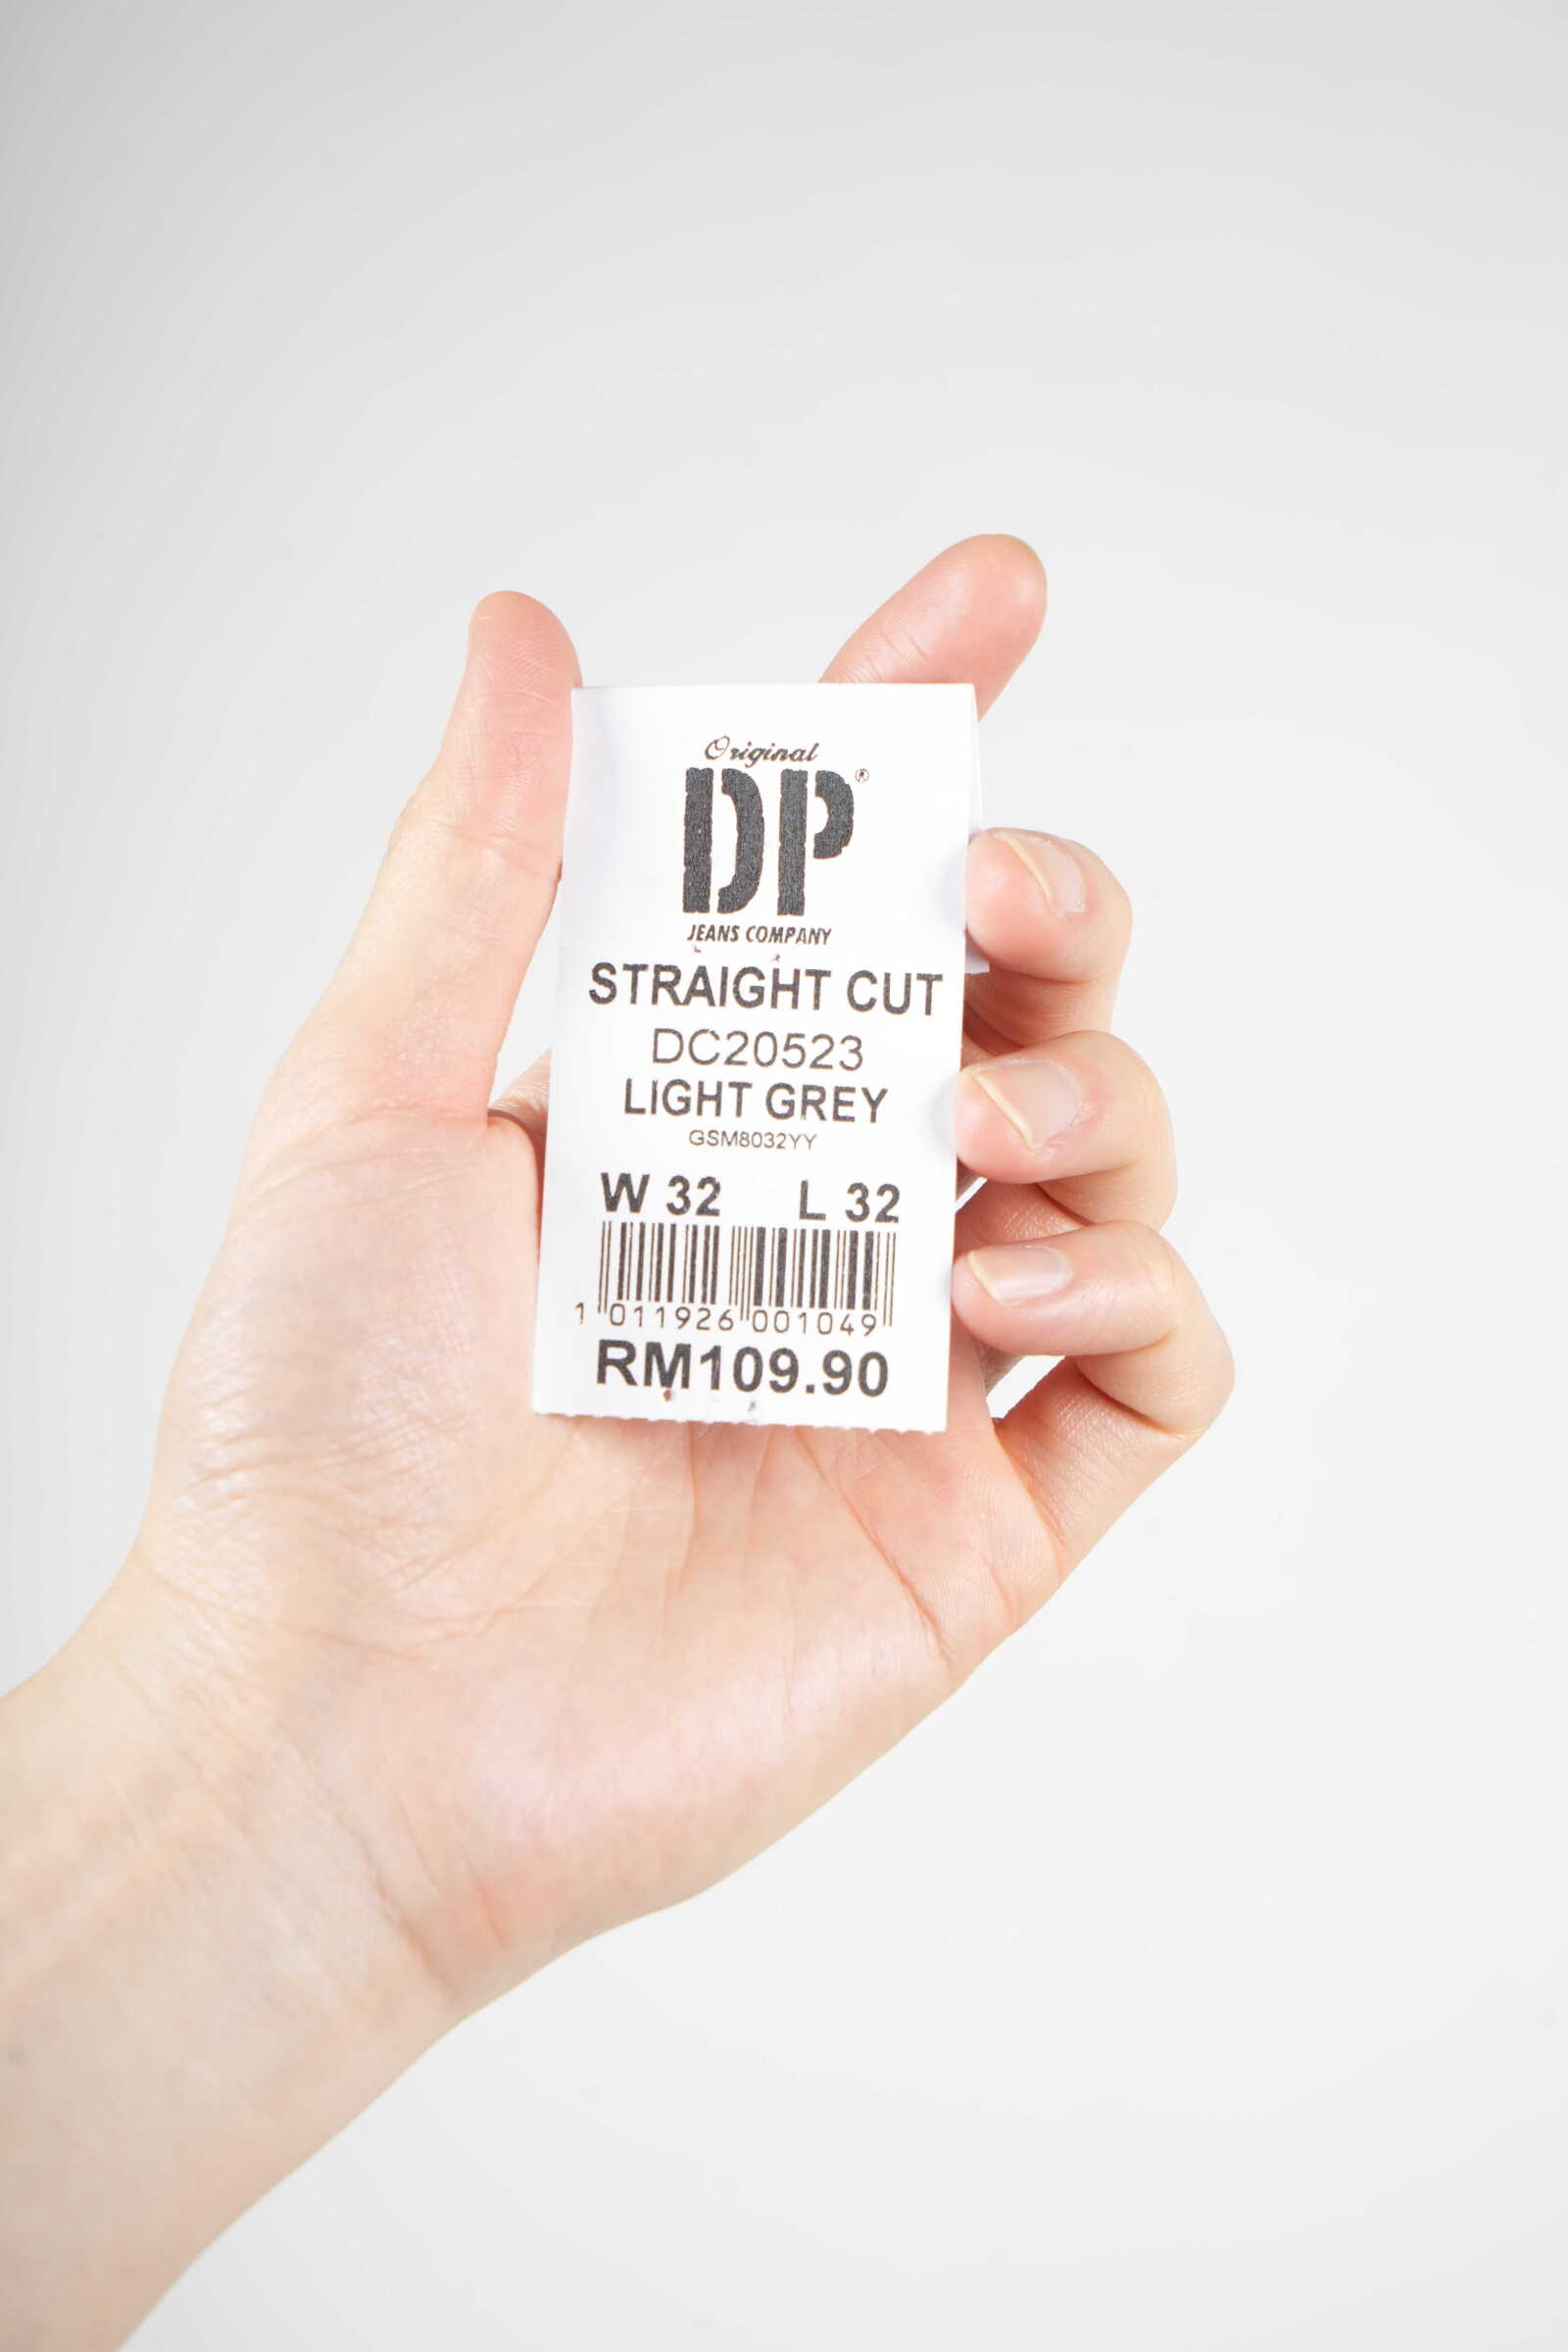 Original
DP®
JEANS COMPANY
STRAIGHT CUT
DC20523
LIGHT GREY
GSM8032YY
W 32 L 32
1 011926 001049
RM109.90